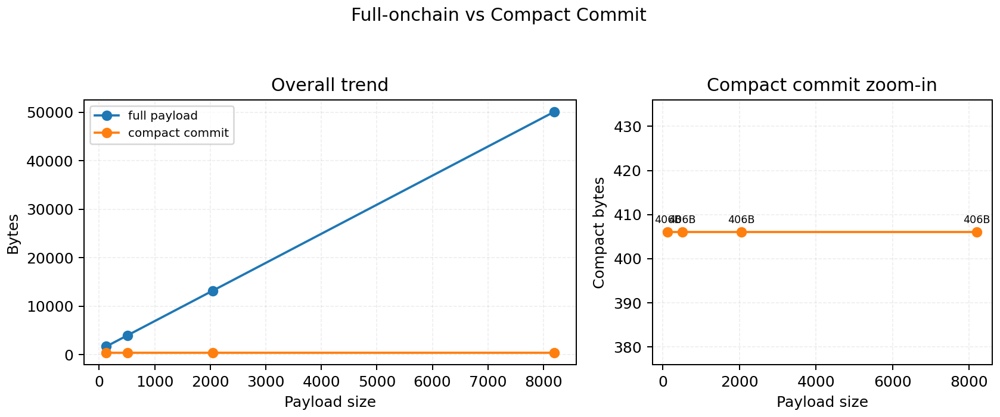 Full-onchain vs Compact Commit
Overall trend
full payload
compact commit
50000
40000
30000
20000
10000
0
Bytes
0 1000 2000 3000 4000 5000 6000 7000 8000
Payload size
Compact commit zoom-in
430
420
410
400
390
380
Compact bytes
406B 406B 406B 406B
0 2000 4000 6000 8000
Payload size